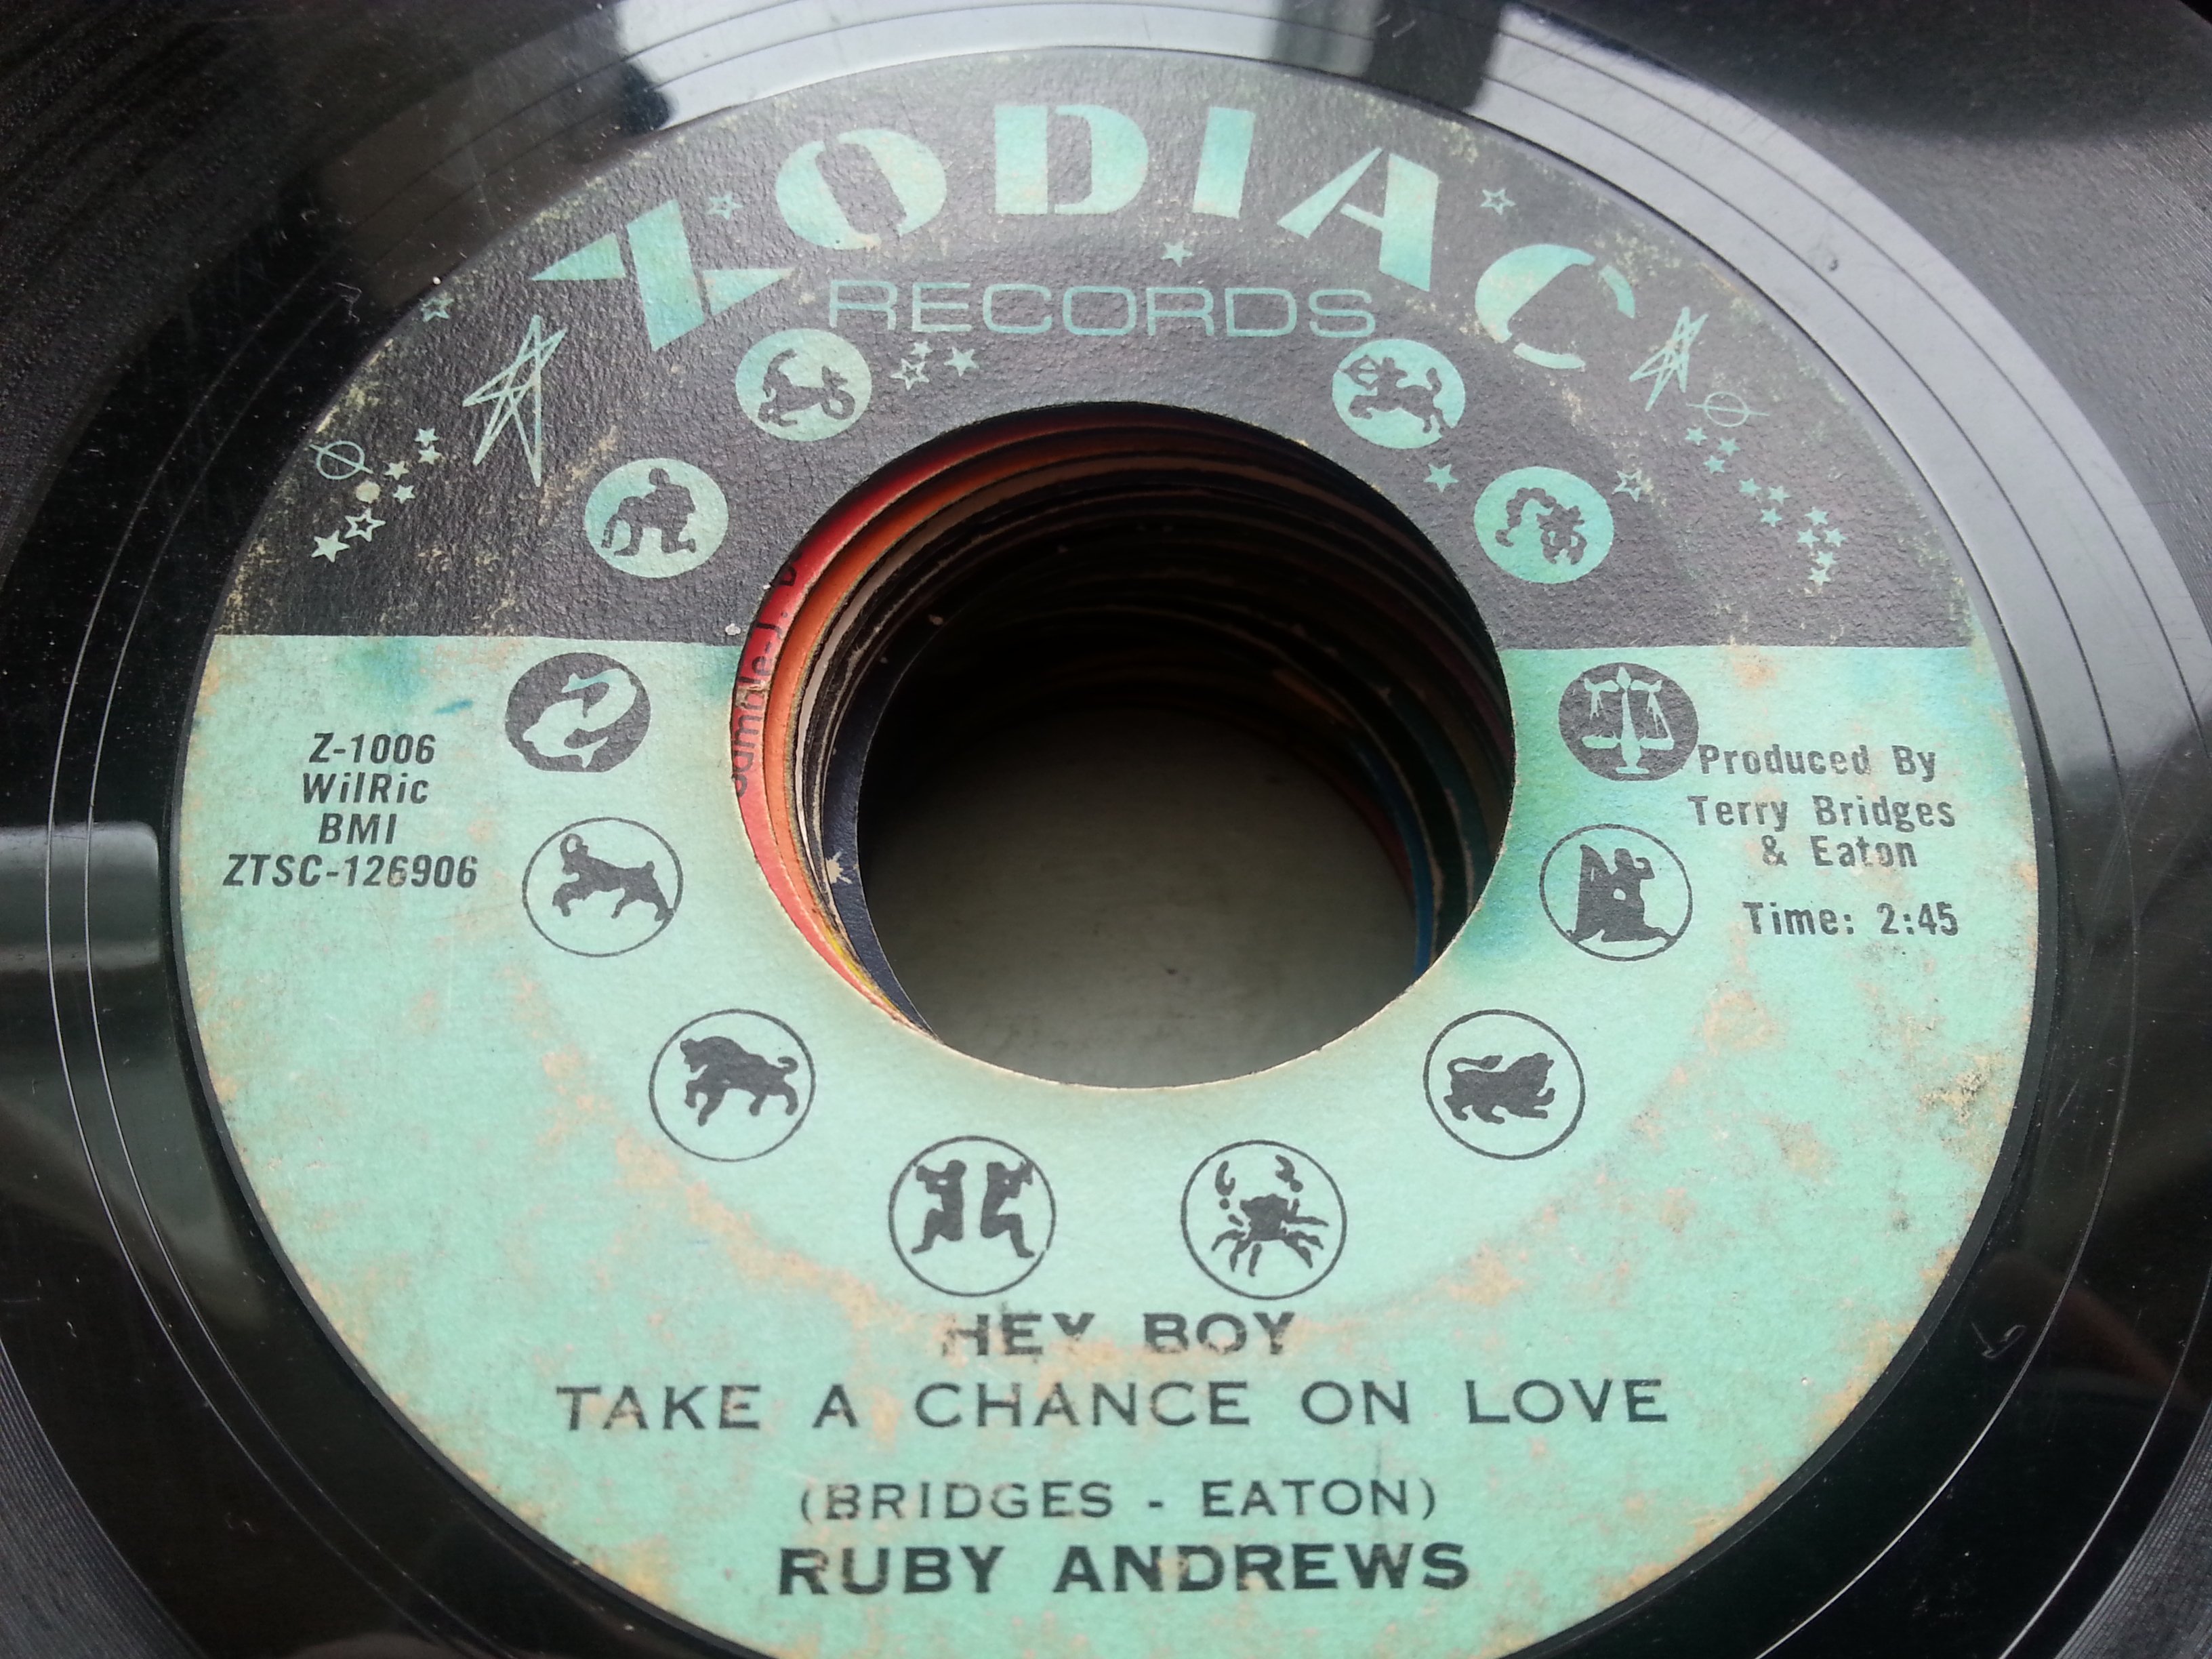 ZODIAC
RECORDS
Z-1006
WilRic
BMI
ZTSC-126906
Produced By
Terry Bridges
& Eaton
Time: 2:45
HEY BOY
TAKE A CHANCE ON LOVE
(BRIDGES - EATON)
RUBY ANDREWS